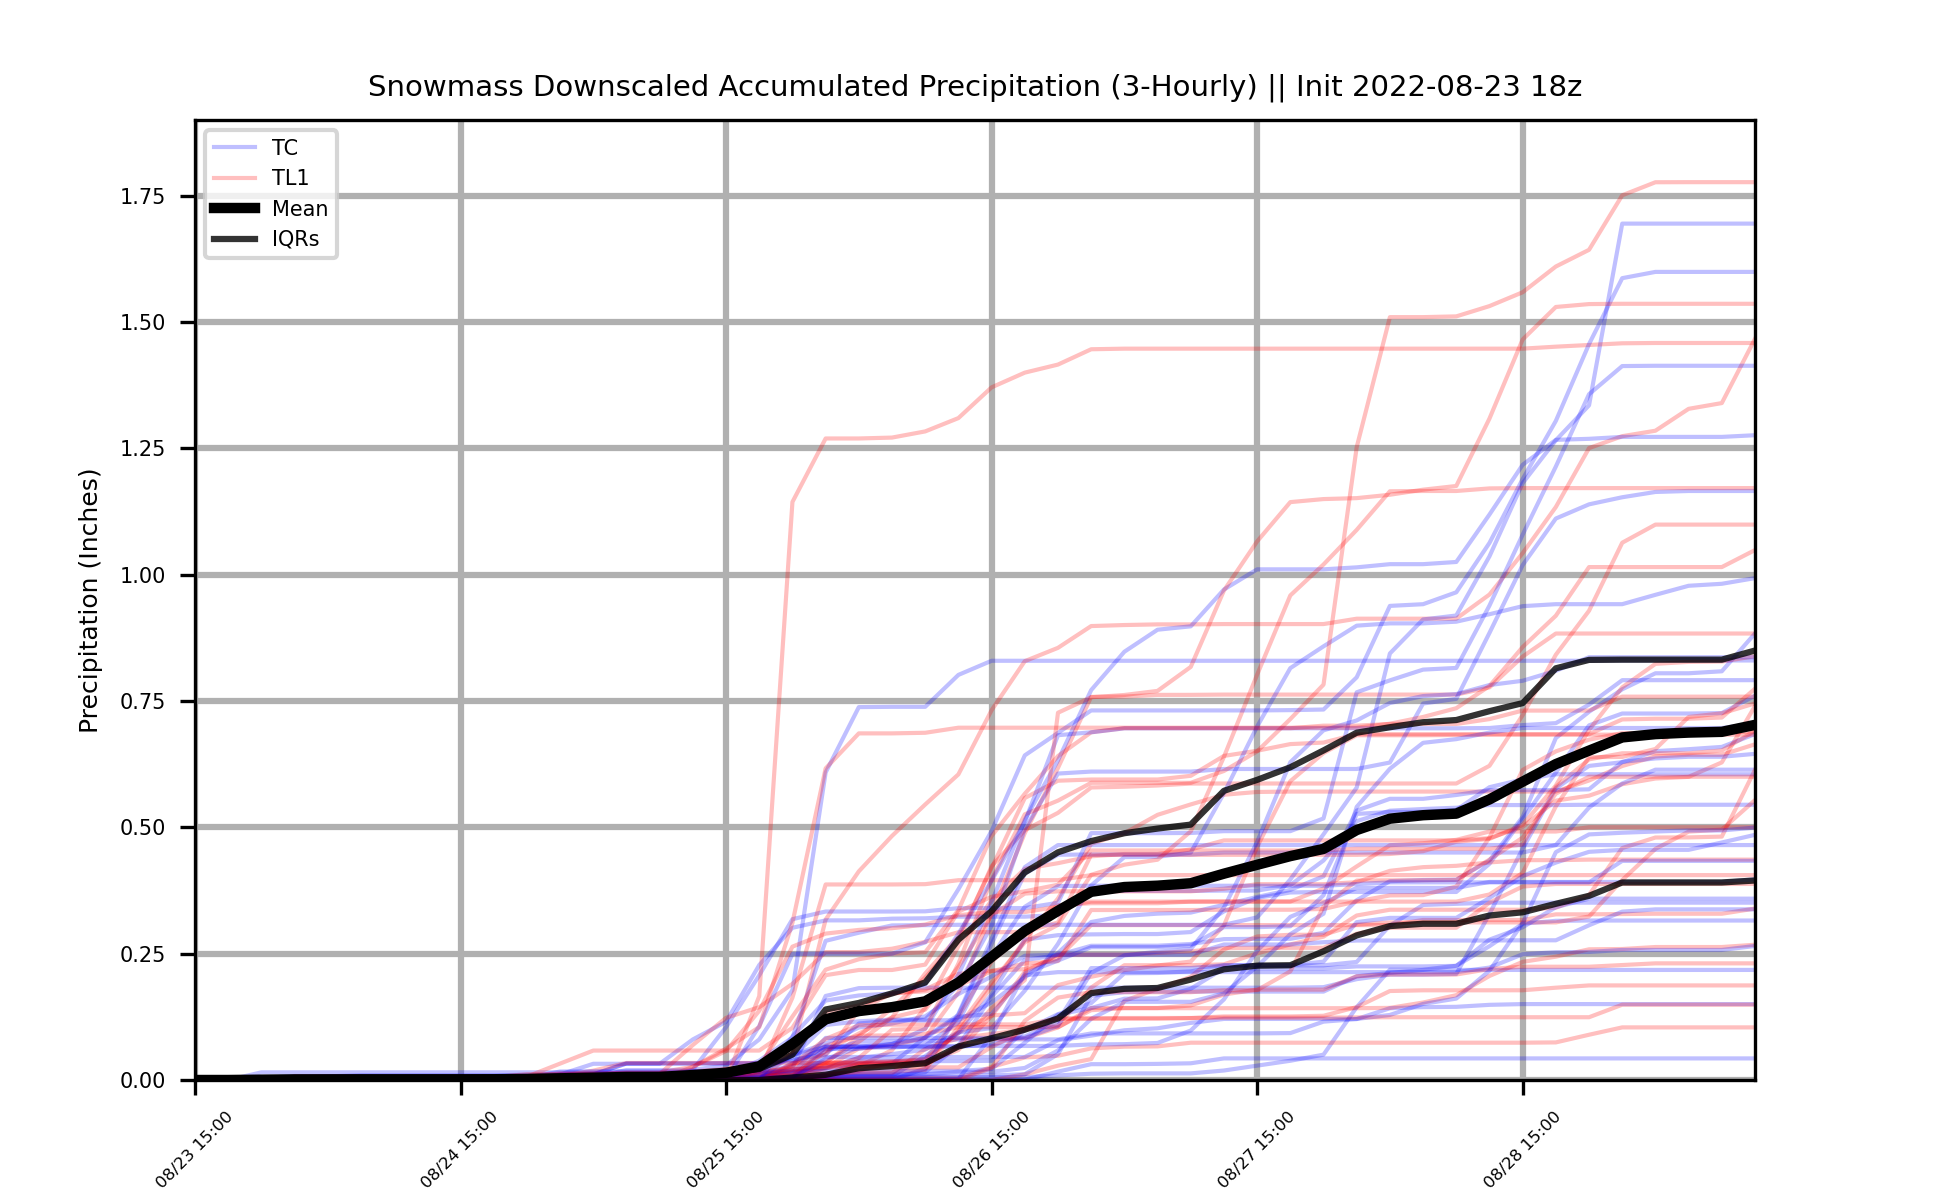 Snowmass Downscaled Accumulated Precipitation (3-Hourly) || Init 2022-08-23 18z
TC
TL1
Mean
IQRs
Precipitation (Inches)
1.75
1.50
1.25
1.00
0.75
0.50
0.25
0.00
08/23 15:00
08/24 15:00
08/25 15:00
08/26 15:00
08/27 15:00
08/28 15:00